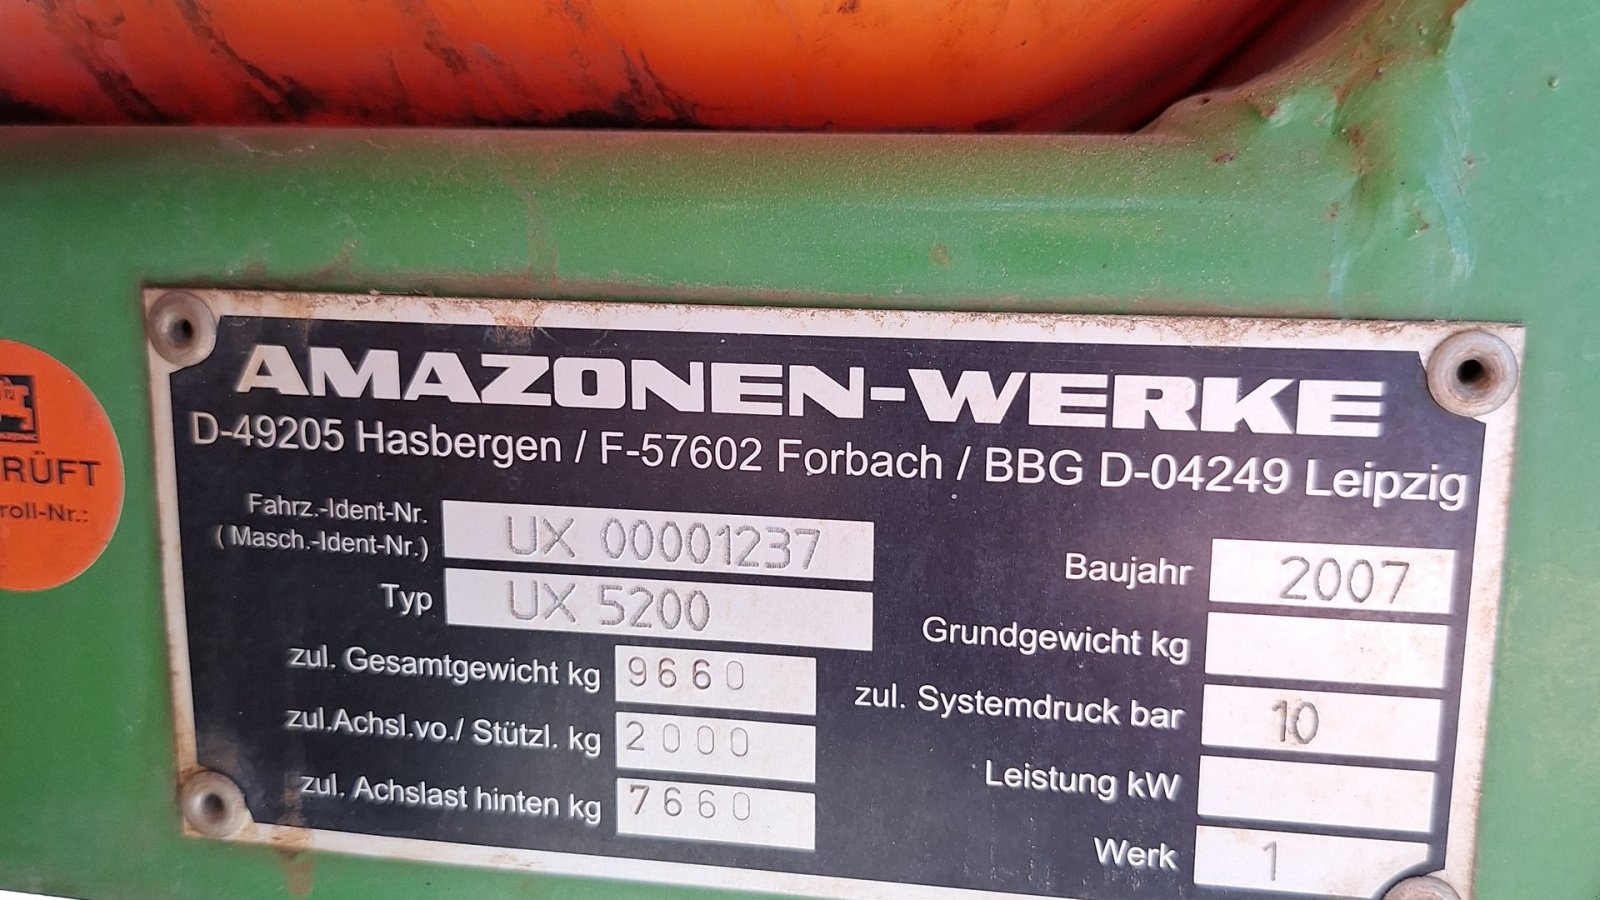 AMAZONEN-WERKE
D-49205 Hasbergen / F-57602 Forbach / BBG D-04249 Leipzig
Fahrz.-Ident-Nr.
(Masch.-Ident-Nr.) UX 00001237
Typ UX 5200
zul. Gesamtgewicht kg 9660
zul.Achsl.vo./ Stützl. kg 2000
zul. Achslast hinten kg 7660
Baujahr 2007
Grundgewicht kg
zul. Systemdruck bar 10
Leistung kW
Werk 1
RÜFT
roll-Nr.: